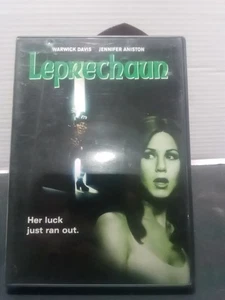 WARWICK DAVIS JENNIFER ANISTON
Leprechaun
Her luck
just ran out.